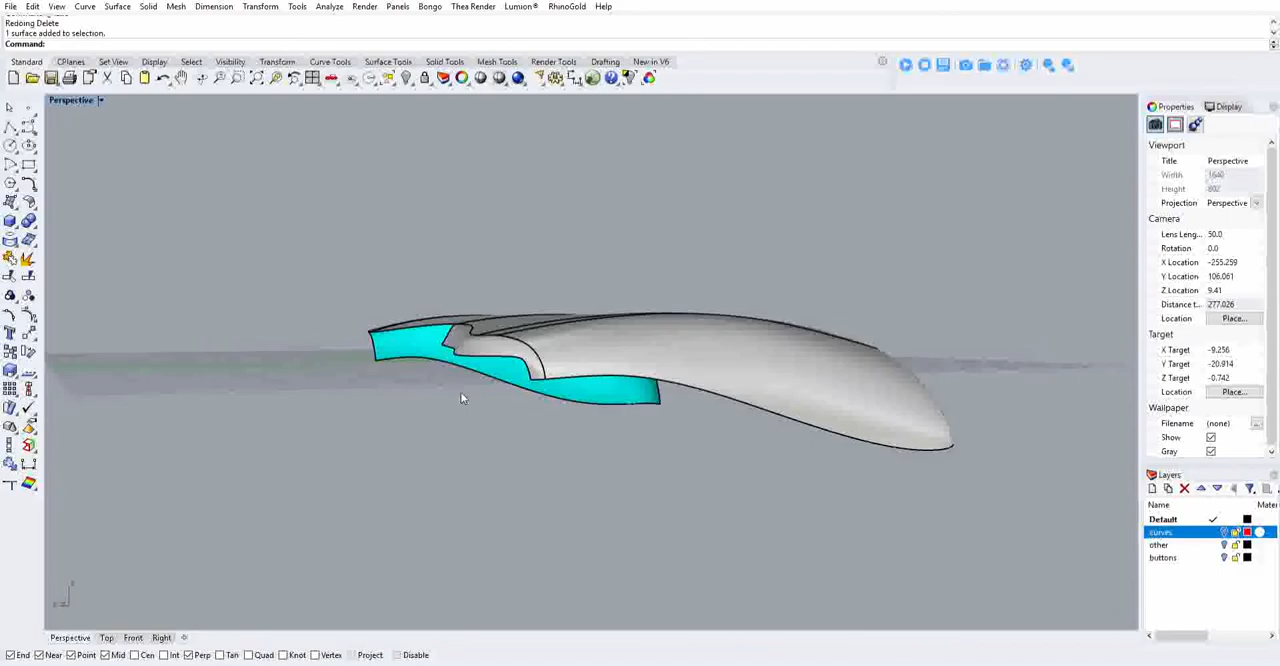 File Edit View Curve Surface Solid Mesh Dimension Transform Tools Analyze Render Panels Bongo Thea Render Lumion® RhinoGold Help
Redoing Delete
1 surface added to selection.
Command:
Standard CPlanes Set View Display Select Visibility Transform Curve Tools Surface Tools Solid Tools Mesh Tools Render Tools Drafting New in V6
Perspective
Properties Display
Viewport
Title Perspective
Width 1640
Height 802
Projection Perspective
Camera
Lens Leng... 50.0
Rotation 0.0
X Location -255.259
Y Location 106.061
Z Location 9.41
Distance t... 277.026
Location Place...
Target
X Target -9.256
Y Target -20.914
Z Target -0.742
Location Place...
Wallpaper
Filename (none)
Show
Gray
Layers
Name Mater
Default
curves
other
buttons
Perspective Top Front Right
End Near Point Mid Cen Int Perp Tan Quad Knot Vertex Project Disable